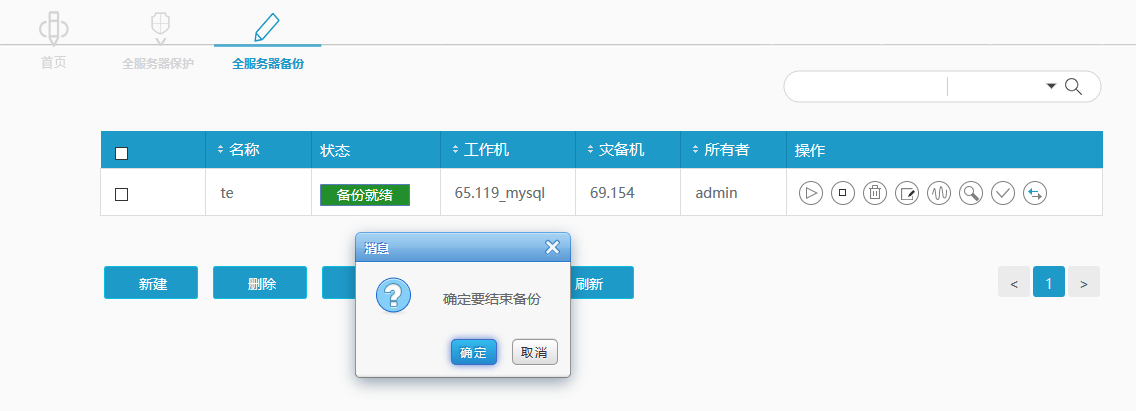 首页
全服务器保护
全服务器备份
名称
状态
工作机
灾备机
所有者
操作
te
备份就绪
65.119_mysql
69.154
admin
消息
确定要结束备份
确定
取消
新建
删除
刷新
<
1
>